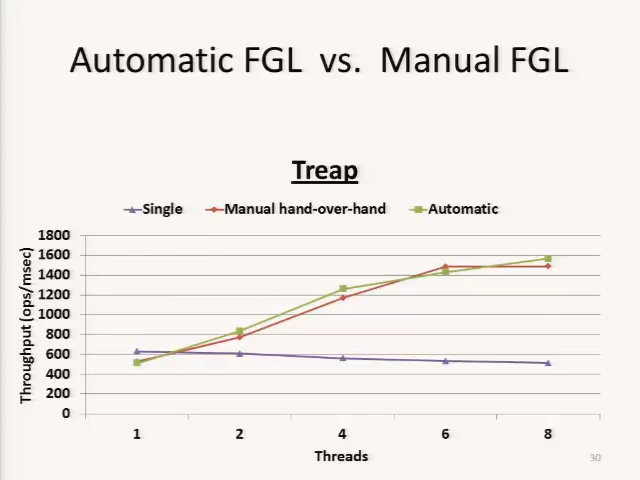 Automatic FGL vs. Manual FGL
Treap
Single Manual hand-over-hand Automatic
1800
1600
1400
1200
1000
800
600
400
200
0
Throughput (ops/msec)
1 2 4 6 8
Threads
30